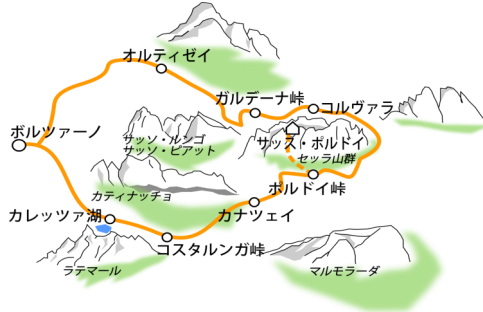 オルティゼイ
ガルデーナ峠
コルヴァラ
ボルツァーノ
サッソ・ルンゴ
サッソ・ピアット
サッス・ポルドイ
セッラ山群
カティナッチョ
ポルドイ峠
カレッツァ湖
カナツェイ
コスタルンガ峠
ラテマール
マルモラーダ